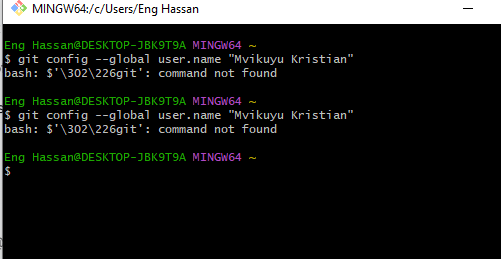 MINGW64:/c/Users/Eng Hassan
Eng Hassan@DESKTOP-JBK9T9A MINGW64 ~
$ git config --global user.name "Mvikuyu Kristian"
bash: $'\302\226git': command not found
Eng Hassan@DESKTOP-JBK9T9A MINGW64 ~
$ git config --global user.name "Mvikuyu Kristian"
bash: $'\302\226git': command not found
Eng Hassan@DESKTOP-JBK9T9A MINGW64 ~
$